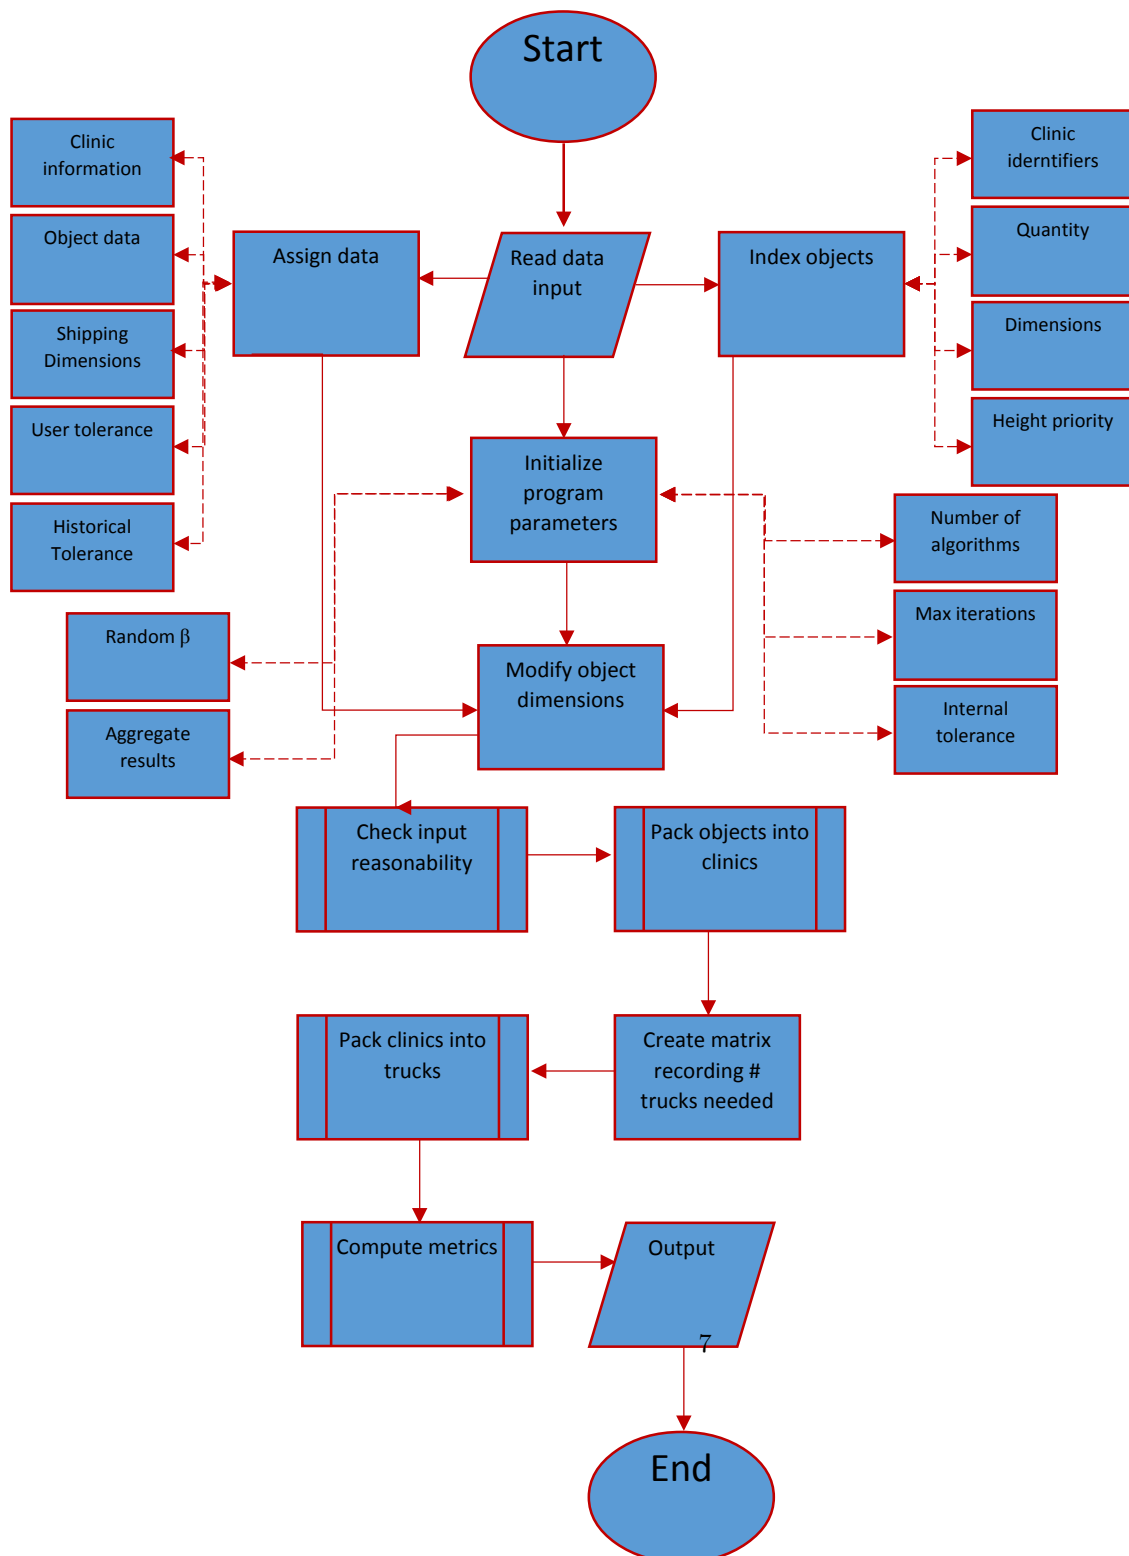 Start
Clinic
information
Object data
Shipping
Dimensions
User tolerance
Historical
Tolerance
Assign data
Read data
input
Index objects
Clinic
iderntifiers
Quantity
Dimensions
Height priority
Initialize
program
parameters
Number of
algorithms
Max iterations
Internal
tolerance
Random β
Aggregate
results
Modify object
dimensions
Check input
reasonability
Pack objects into
clinics
Pack clinics into
trucks
Create matrix
recording #
trucks needed
Compute metrics
Output
7
End